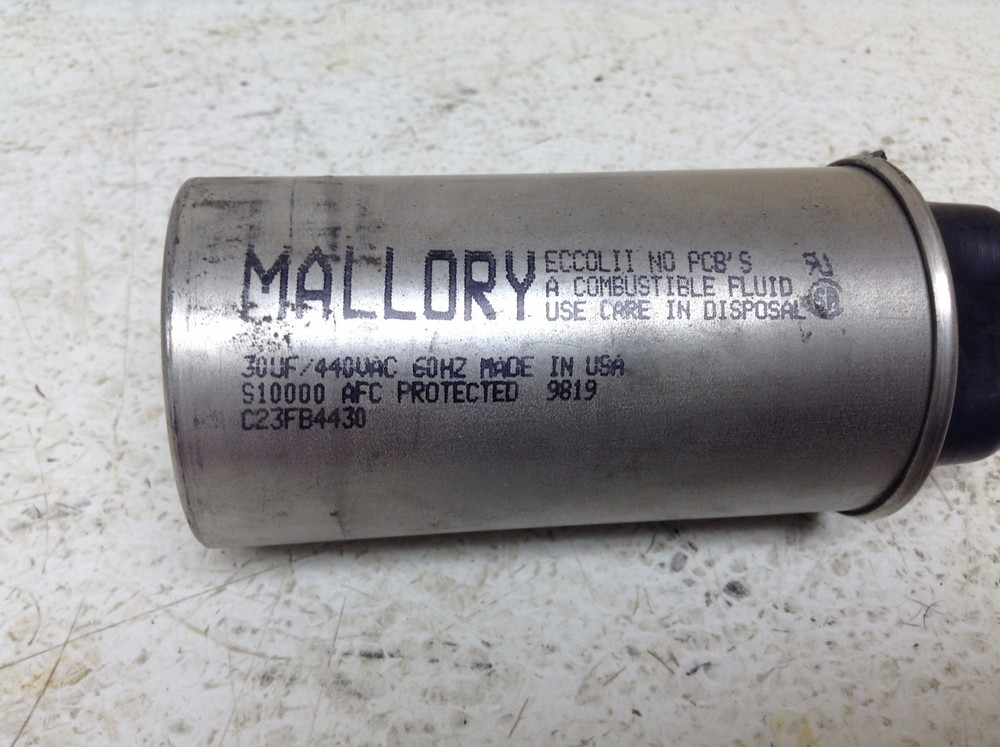 MALLORY
ECCOLII NO PCB'S
A COMBUSTIBLE FLUID
USE CARE IN DISPOSAL
30UF/440VAC 60HZ MADE IN USA
S10000 AFC PROTECTED 9819
C23FB4430